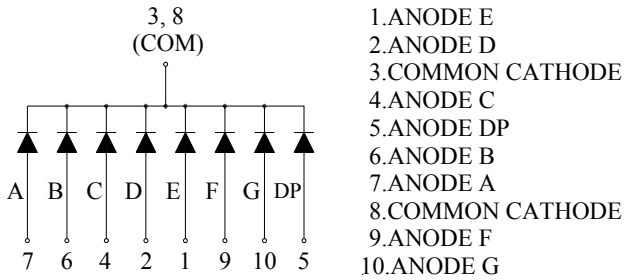 3, 8
(COM)
A B C D E F G DP
7 6 4 2 1 9 10 5
1.ANODE E
2.ANODE D
3.COMMON CATHODE
4.ANODE C
5.ANODE DP
6.ANODE B
7.ANODE A
8.COMMON CATHODE
9.ANODE F
10.ANODE G